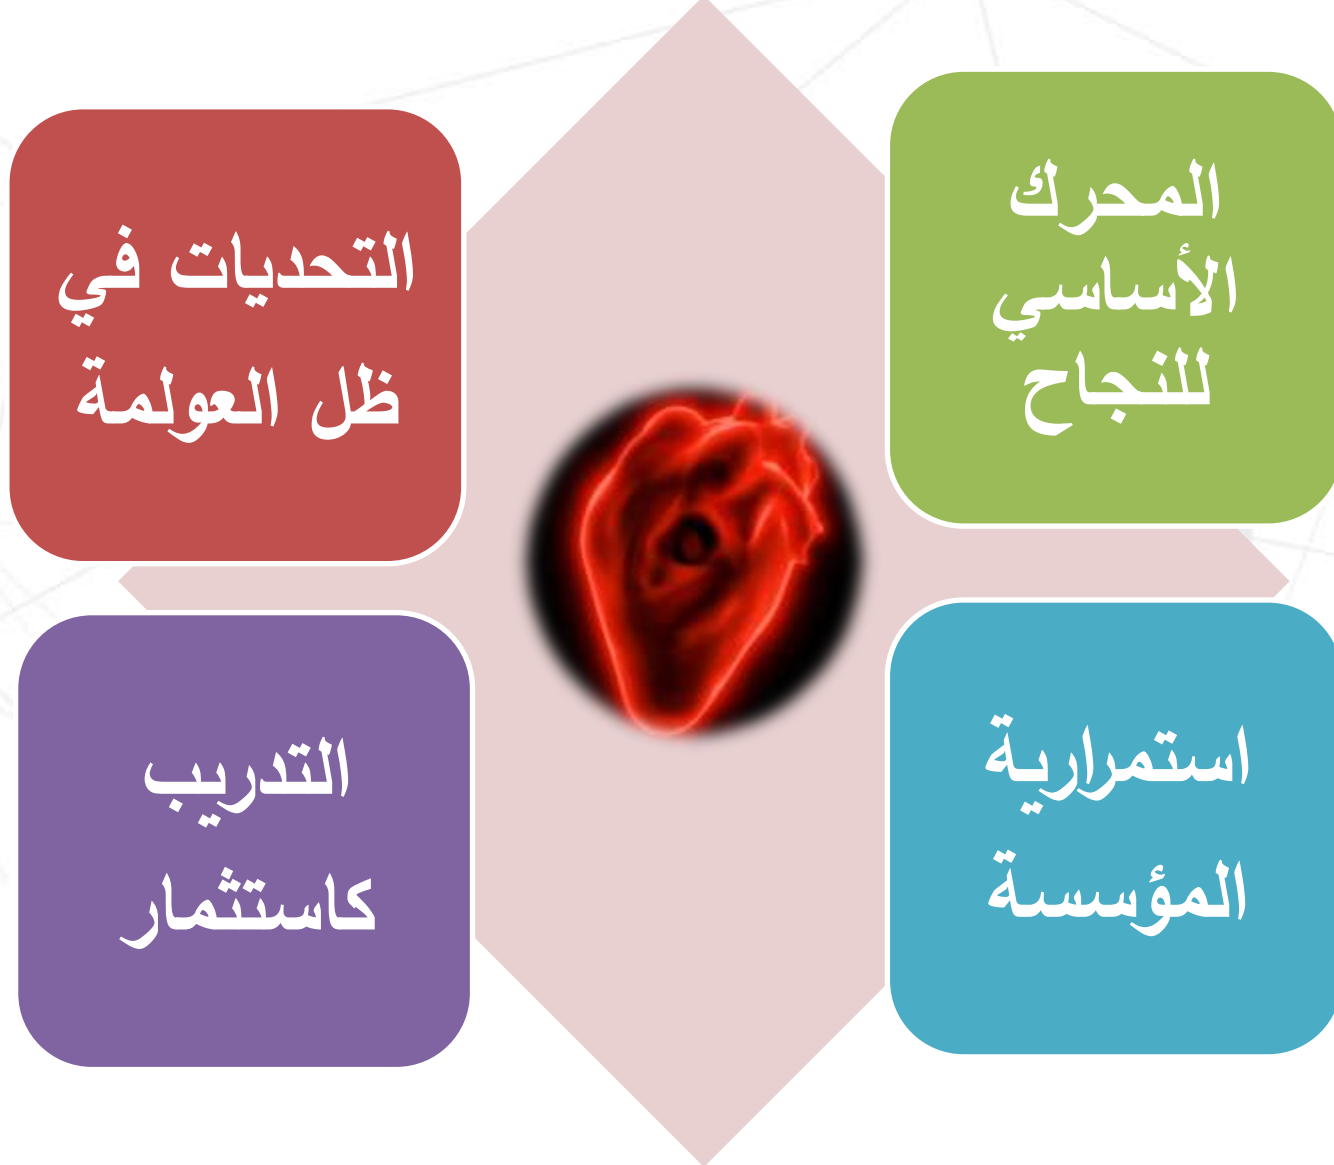 المحرك
الأساسي
للنجاح
التحديات في
ظل العولمة
استمرارية
المؤسسة
التدريب
كاستثمار